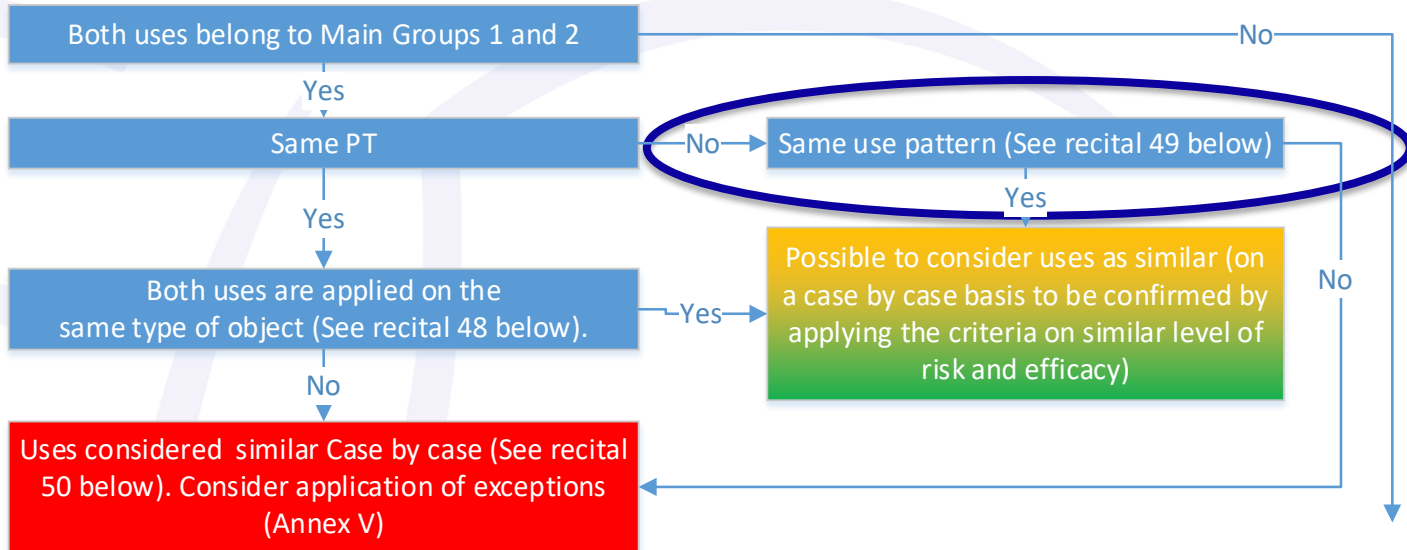 Both uses belong to Main Groups 1 and 2
No
Yes
Same PT
No
Same use pattern (See recital 49 below)
Yes
Yes
Both uses are applied on the
same type of object (See recital 48 below).
Yes
Possible to consider uses as similar (on
a case by case basis to be confirmed by
applying the criteria on similar level of
risk and efficacy)
No
No
Uses considered  similar Case by case (See recital
50 below). Consider application of exceptions
(Annex V)